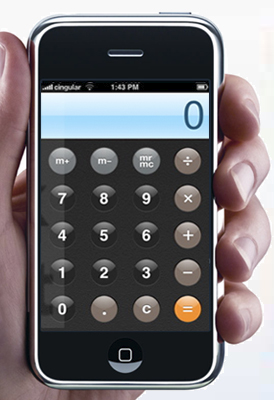 cingular 1:43 PM
0
m+ m− mr mc ÷
7 8 9 ×
4 5 6 +
1 2 3 −
0 . c =